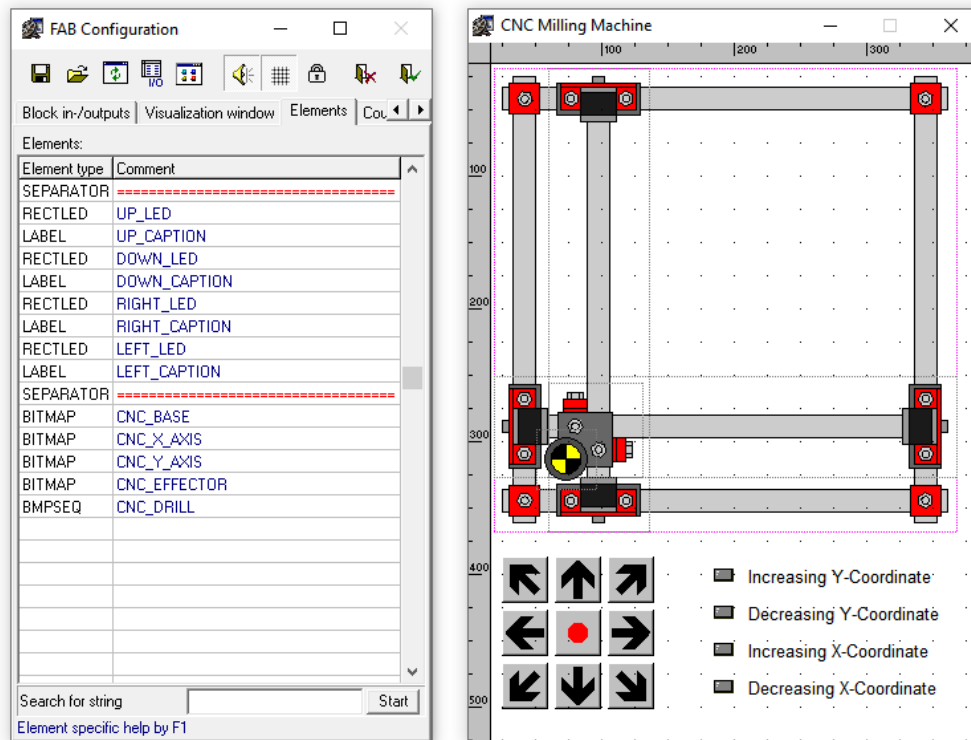 FAB Configuration
I/O
Block in-/outputs
Visualization window
Elements
Cou
Elements:
Element type Comment
SEPARATOR ===================================
RECTLED UP_LED
LABEL UP_CAPTION
RECTLED DOWN_LED
LABEL DOWN_CAPTION
RECTLED RIGHT_LED
LABEL RIGHT_CAPTION
RECTLED LEFT_LED
LABEL LEFT_CAPTION
SEPARATOR ===================================
BITMAP CNC_BASE
BITMAP CNC_X_AXIS
BITMAP CNC_Y_AXIS
BITMAP CNC_EFFECTOR
BMPSEQ CNC_DRILL
Search for string
Start
Element specific help by F1
CNC Milling Machine
100 200 300
100
200
300
400
500
Increasing Y-Coordinate
Decreasing Y-Coordinate
Increasing X-Coordinate
Decreasing X-Coordinate